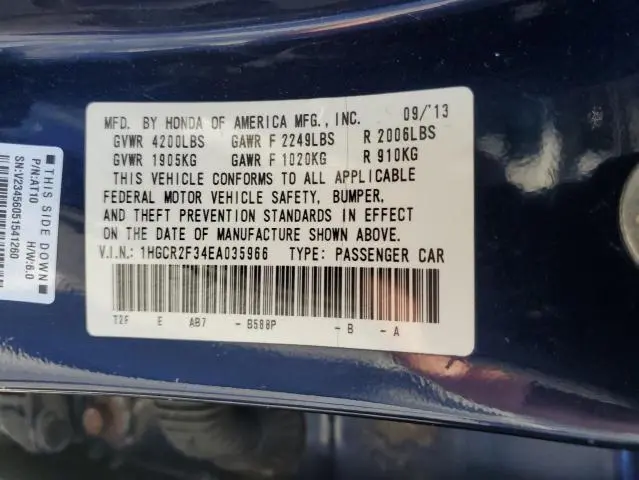 MFD. BY HONDA OF AMERICA MFG., INC. 09/'13
GVWR 4200LBS GAWR F 2249LBS R 2006LBS
GVWR 1905KG GAWR F 1020KG R 910KG
THIS VEHICLE CONFORMS TO ALL APPLICABLE
FEDERAL MOTOR VEHICLE SAFETY, BUMPER,
AND THEFT PREVENTION STANDARDS IN EFFECT
ON THE DATE OF MANUFACTURE SHOWN ABOVE.
V.I.N.: 1HGCR2F34EA035966 TYPE: PASSENGER CAR
T2F E AB7 - B588P - B - A
THIS SIDE DOWN
P/N:AT10 H/W:6.0
SN:V23456051541260